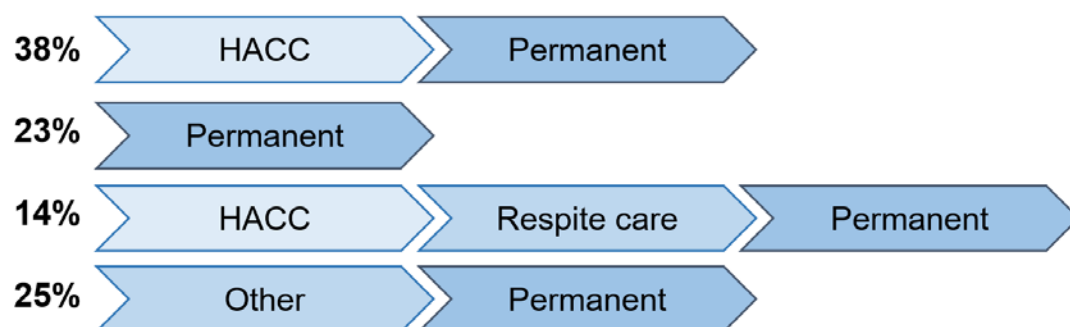 38% HACC Permanent
23% Permanent
14% HACC Respite care Permanent
25% Other Permanent